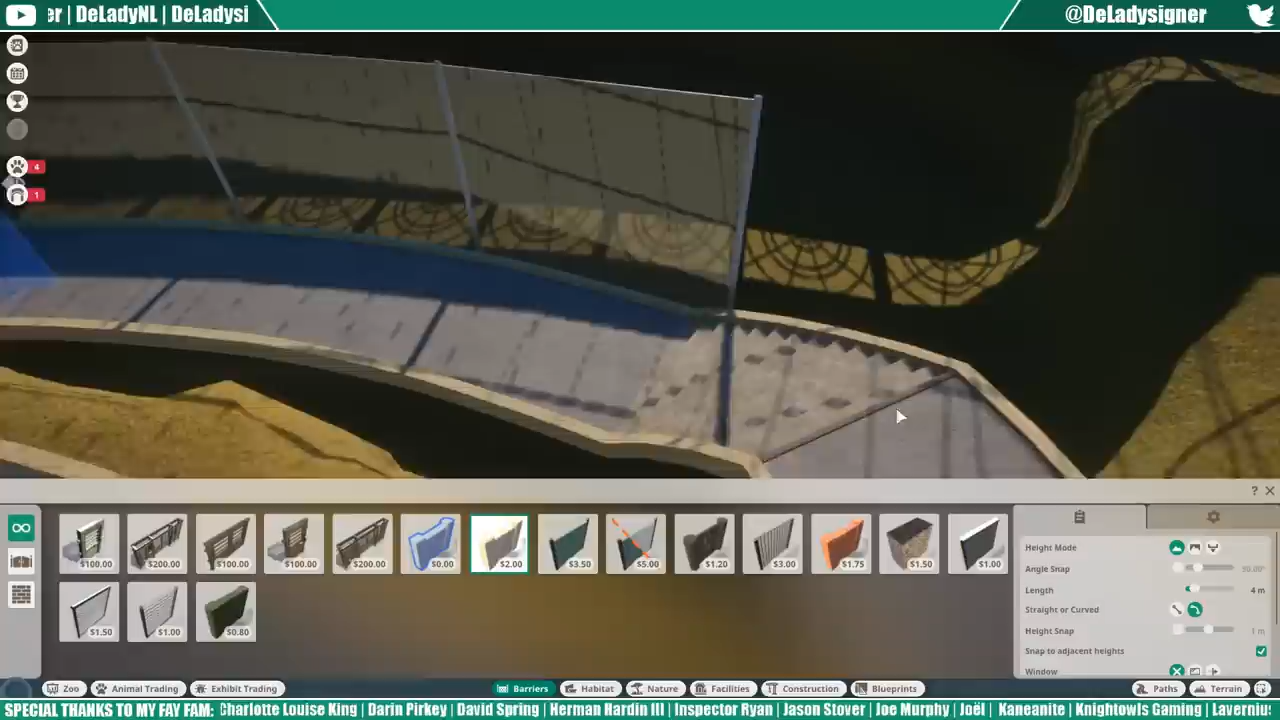 er | DeLadyNL | DeLadysi
@DeLadysigner
4
1
? ×
$100.00 $200.00 $100.00 $100.00 $200.00 $0.00 $2.00 $3.50 $5.00 $1.20 $3.00 $1.75 $1.50 $1.00
$1.50 $1.00 $0.80
Height Mode
Angle Snap 90.00°
Length 4 m
Straight or Curved
Height Snap 1 m
Snap to adjacent heights
Window
Zoo Animal Trading Exhibit Trading Barriers Habitat Nature Facilities Construction Blueprints Paths Terrain
SPECIAL THANKS TO MY FAY FAM: Charlotte Louise King | Darin Pirkey | David Spring | Herman Hardin III | Inspector Ryan | Jason Stover | Joe Murphy | Joël | Kaneanite | Knightowls Gaming | Laverniu